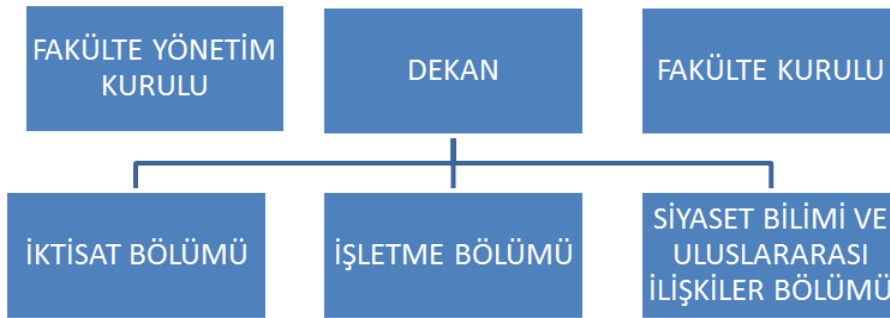 FAKÜLTE YÖNETİM
KURULU
DEKAN
FAKÜLTE KURULU
İKTİSAT BÖLÜMÜ
İŞLETME BÖLÜMÜ
SİYASET BİLİMİ VE
ULUSLARARASI
İLİŞKİLER BÖLÜMÜ